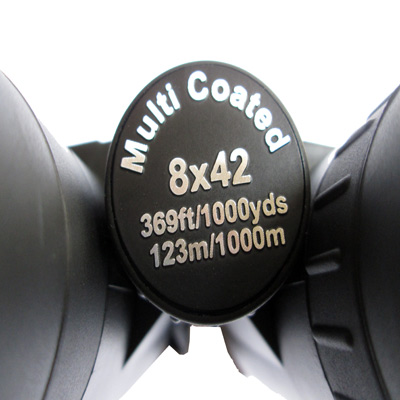 Multi Coated
8x42
369ft/1000yds
123m/1000m